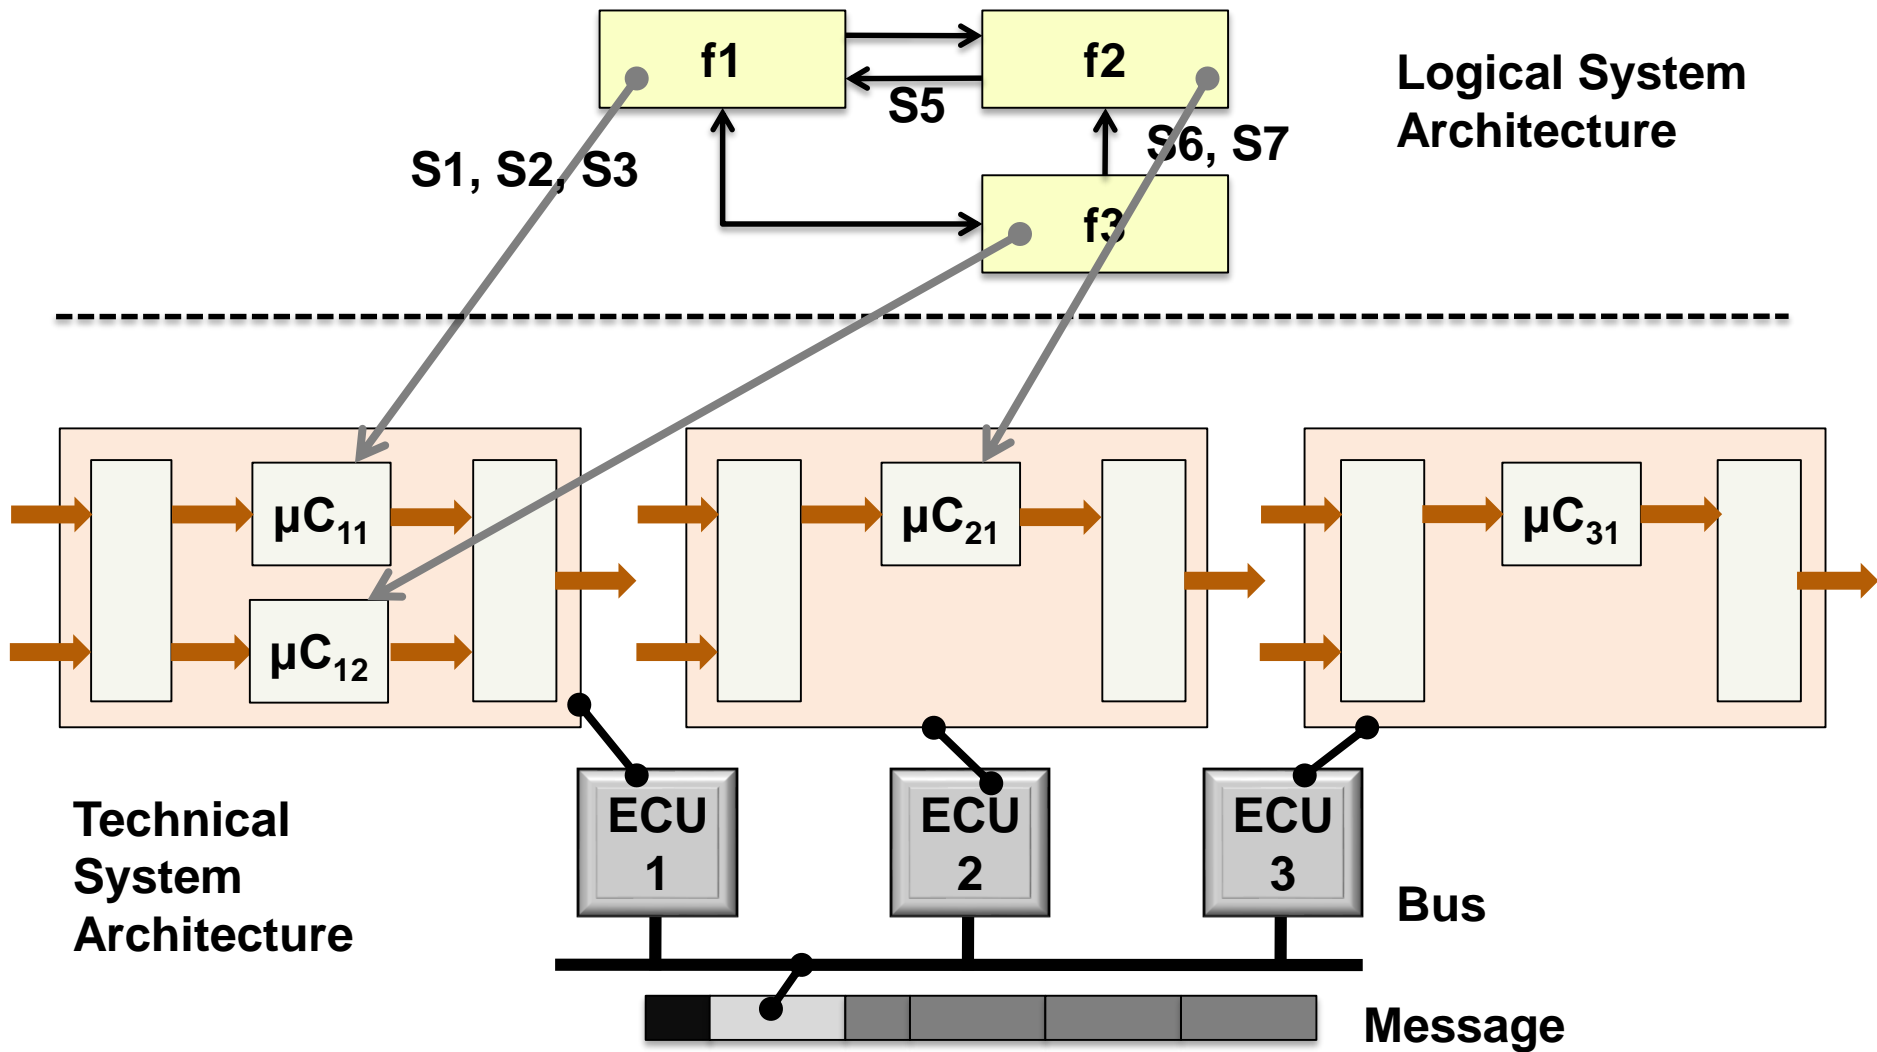 f1
f2
Logical System
Architecture
S5
S1, S2, S3
S6, S7
f3
µC11
µC21
µC31
µC12
Technical
System
Architecture
ECU
1
ECU
2
ECU
3
Bus
Message